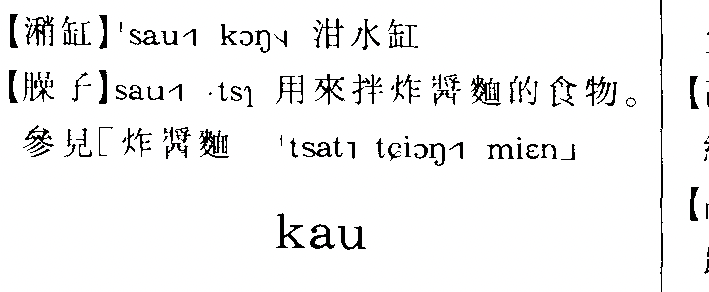 【潲缸】ˈsau˧ kɔŋ˨˩ 泔水缸
【臊子】sau˧ ·tsɿ 用來拌炸醬麵的食物。
參見「炸醬麵 ˈtsat˥ tɕiɔŋ˧ miɛn」
kau